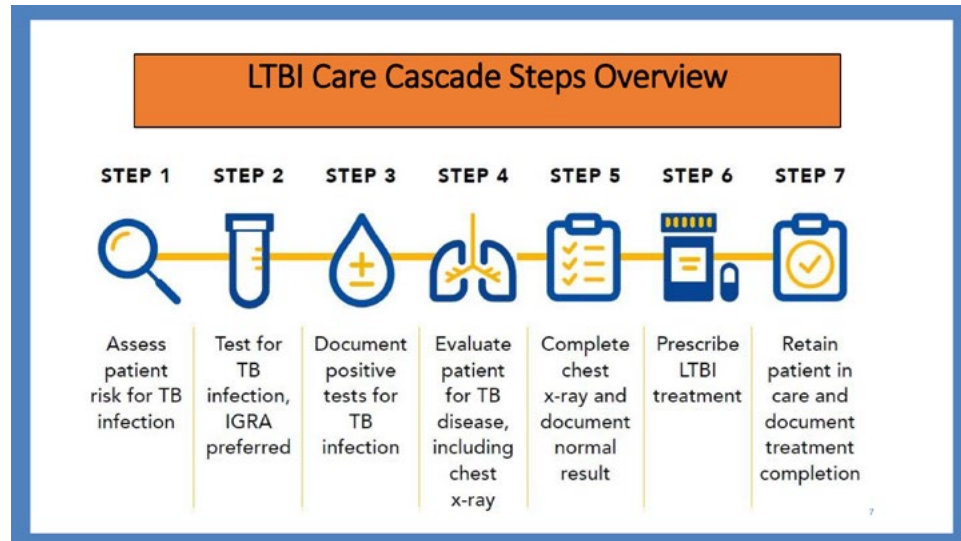 LTBI Care Cascade Steps Overview
STEP 1
Assess
patient
risk for TB
infection
STEP 2
Test for
TB
infection,
IGRA
preferred
STEP 3
Document
positive
tests for
TB
infection
STEP 4
Evaluate
patient
for TB
disease,
including
chest
x-ray
STEP 5
Complete
chest
x-ray and
document
normal
result
STEP 6
Prescribe
LTBI
treatment
STEP 7
Retain
patient in
care and
document
treatment
completion
7